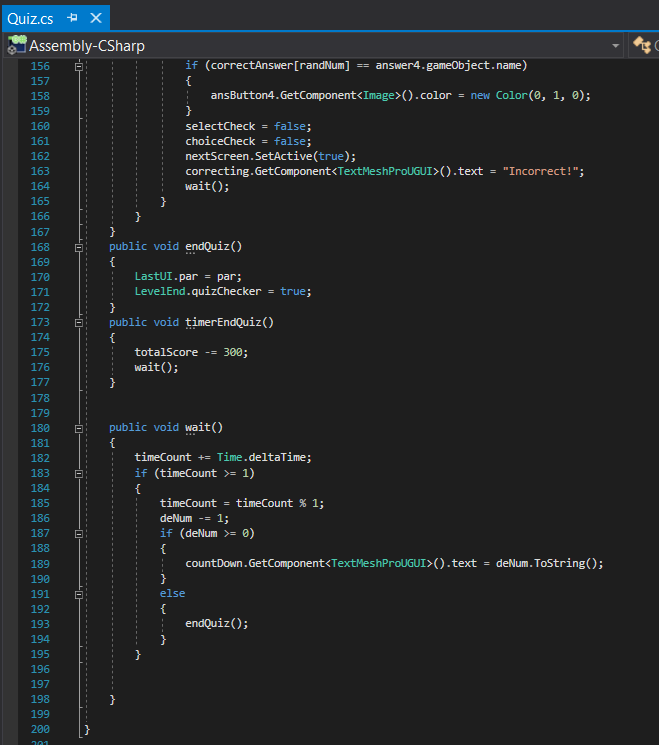 Quiz.cs
Assembly-CSharp
156 if (correctAnswer[randNum] == answer4.gameObject.name)
157 {
158 ansButton4.GetComponent<Image>().color = new Color(0, 1, 0);
159 }
160 selectCheck = false;
161 choiceCheck = false;
162 nextScreen.SetActive(true);
163 correcting.GetComponent<TextMeshProUGUI>().text = "Incorrect!";
164 wait();
165 }
166 }
167 }
168 public void endQuiz()
169 {
170 LastUI.par = par;
171 LevelEnd.quizChecker = true;
172 }
173 public void timerEndQuiz()
174 {
175 totalScore -= 300;
176 wait();
177 }
178
179
180 public void wait()
181 {
182 timeCount += Time.deltaTime;
183 if (timeCount >= 1)
184 {
185 timeCount = timeCount % 1;
186 deNum -= 1;
187 if (deNum >= 0)
188 {
189 countDown.GetComponent<TextMeshProUGUI>().text = deNum.ToString();
190 }
191 else
192 {
193 endQuiz();
194 }
195 }
196
197
198 }
199
200 }
201